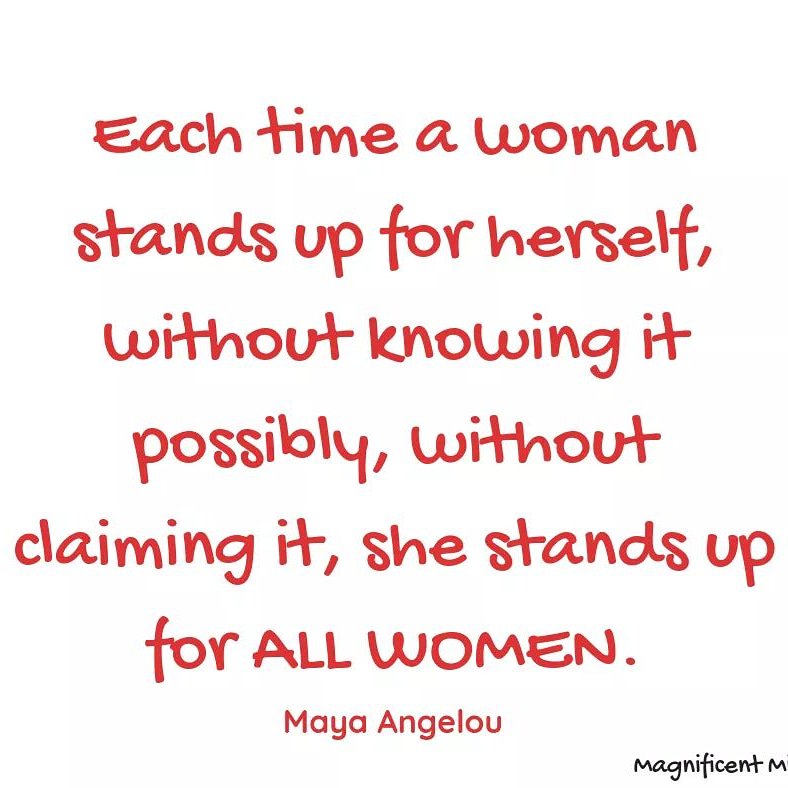 Each time a woman
stands up for herself,
without knowing it
possibly, without
claiming it, she stands up
for ALL WOMEN.
Maya Angelou
Magnificent